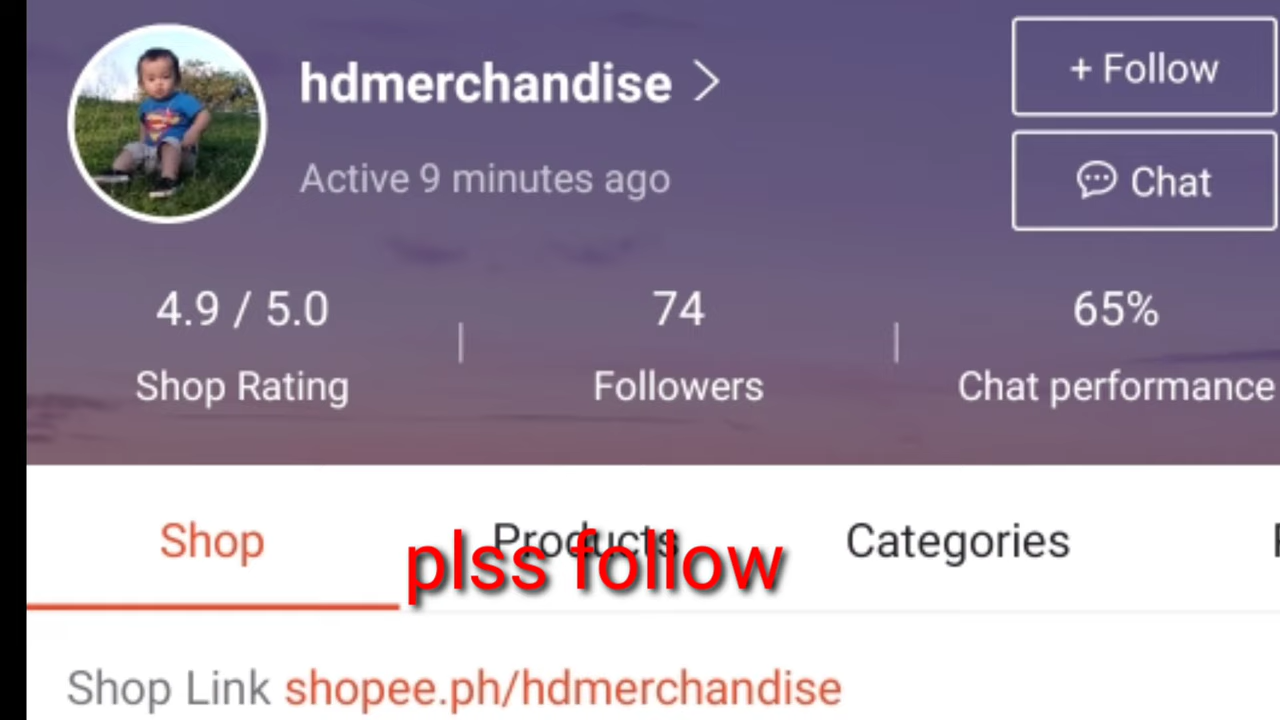 hdmerchandise
+ Follow
Active 9 minutes ago
Chat
4.9 / 5.0
74
65%
Shop Rating
Followers
Chat performance
Shop
Products
Categories
plss follow
Shop Link shopee.ph/hdmerchandise